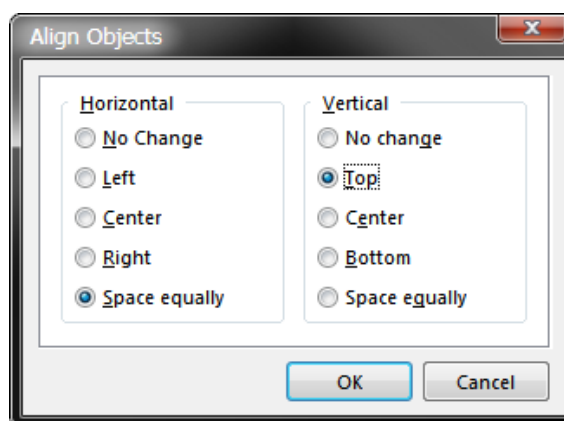 Align Objects
Horizontal
No Change
Left
Center
Right
Space equally
Vertical
No change
Top
Center
Bottom
Space equally
OK
Cancel